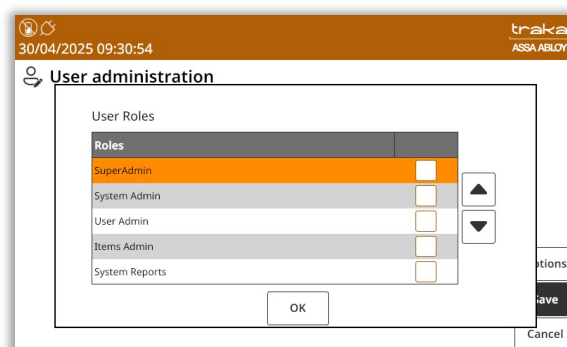 traka
30/04/2025 09:30:54
ASSA ABLOY
User administration
User Roles
Roles
SuperAdmin
System Admin
User Admin
Items Admin
System Reports
OK
ptions
ave
Cancel